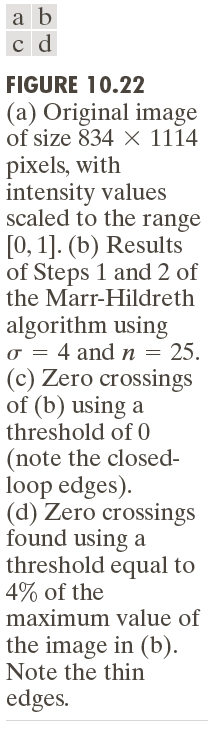 a b
c d
FIGURE 10.22
(a) Original image
of size 834 × 1114
pixels, with
intensity values
scaled to the range
[0, 1]. (b) Results
of Steps 1 and 2 of
the Marr-Hildreth
algorithm using
σ = 4 and n = 25.
(c) Zero crossings
of (b) using a
threshold of 0
(note the closed-
loop edges).
(d) Zero crossings
found using a
threshold equal to
4% of the
maximum value of
the image in (b).
Note the thin
edges.